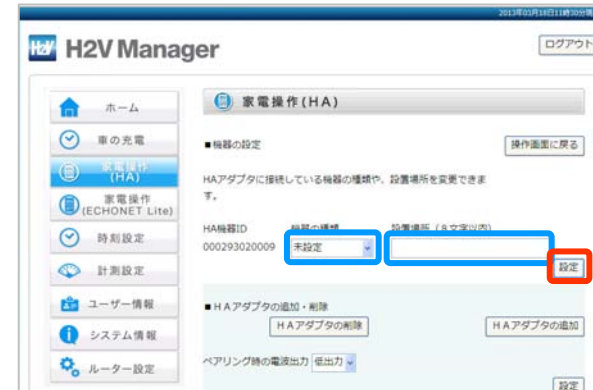 2013年03月18日11時30分現
H2V H2V Manager
ログアウト
ホーム
家電操作(HA)
車の充電
■機器の設定
操作画面に戻る
家電操作
(HA)
HAアダプタに接続している機器の種類や、設置場所を変更できま
す。
家電操作
(ECHONET Lite)
HA機器ID 機器の種類 設置場所（8文字以内）
時刻設定
000293020009 未設定
設定
計測設定
ユーザー情報
■HAアダプタの追加・削除
HAアダプタの削除 HAアダプタの追加
システム情報
ペアリング時の電波出力 低出力
ルーター設定
設定